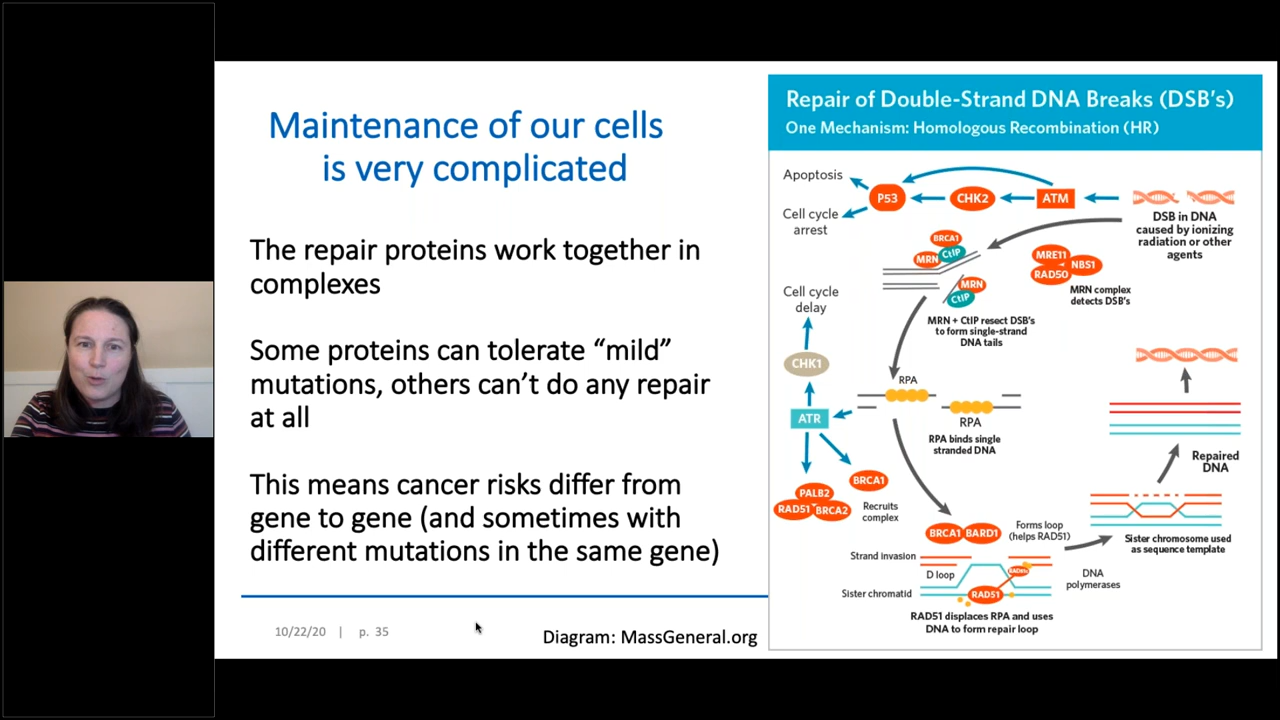 Maintenance of our cells
is very complicated
The repair proteins work together in
complexes
Some proteins can tolerate “mild”
mutations, others can’t do any repair
at all
This means cancer risks differ from
gene to gene (and sometimes with
different mutations in the same gene)
10/22/20 | p. 35
Diagram: MassGeneral.org
Repair of Double-Strand DNA Breaks (DSB’s)
One Mechanism: Homologous Recombination (HR)
Apoptosis
P53
CHK2
ATM
Cell cycle
arrest
DSB in DNA
caused by ionizing
radiation or other
agents
BRCA1
MRN
CtIP
MRN
CtIP
MRE11
NBS1
RAD50
MRN complex
detects DSB’s
MRN + CtIP resect DSB’s
to form single-strand
DNA tails
Cell cycle
delay
CHK1
ATR
RPA
RPA
RPA binds single
stranded DNA
BRCA1
PALB2
RAD51
BRCA2
Recruits
complex
BRCA1
BARD1
Forms loop
(helps RAD51)
Strand invasion
D loop
Sister chromatid
RAD51
RAD51 displaces RPA and uses
DNA to form repair loop
DNA
polymerases
Sister chromosome used
as sequence template
Repaired
DNA